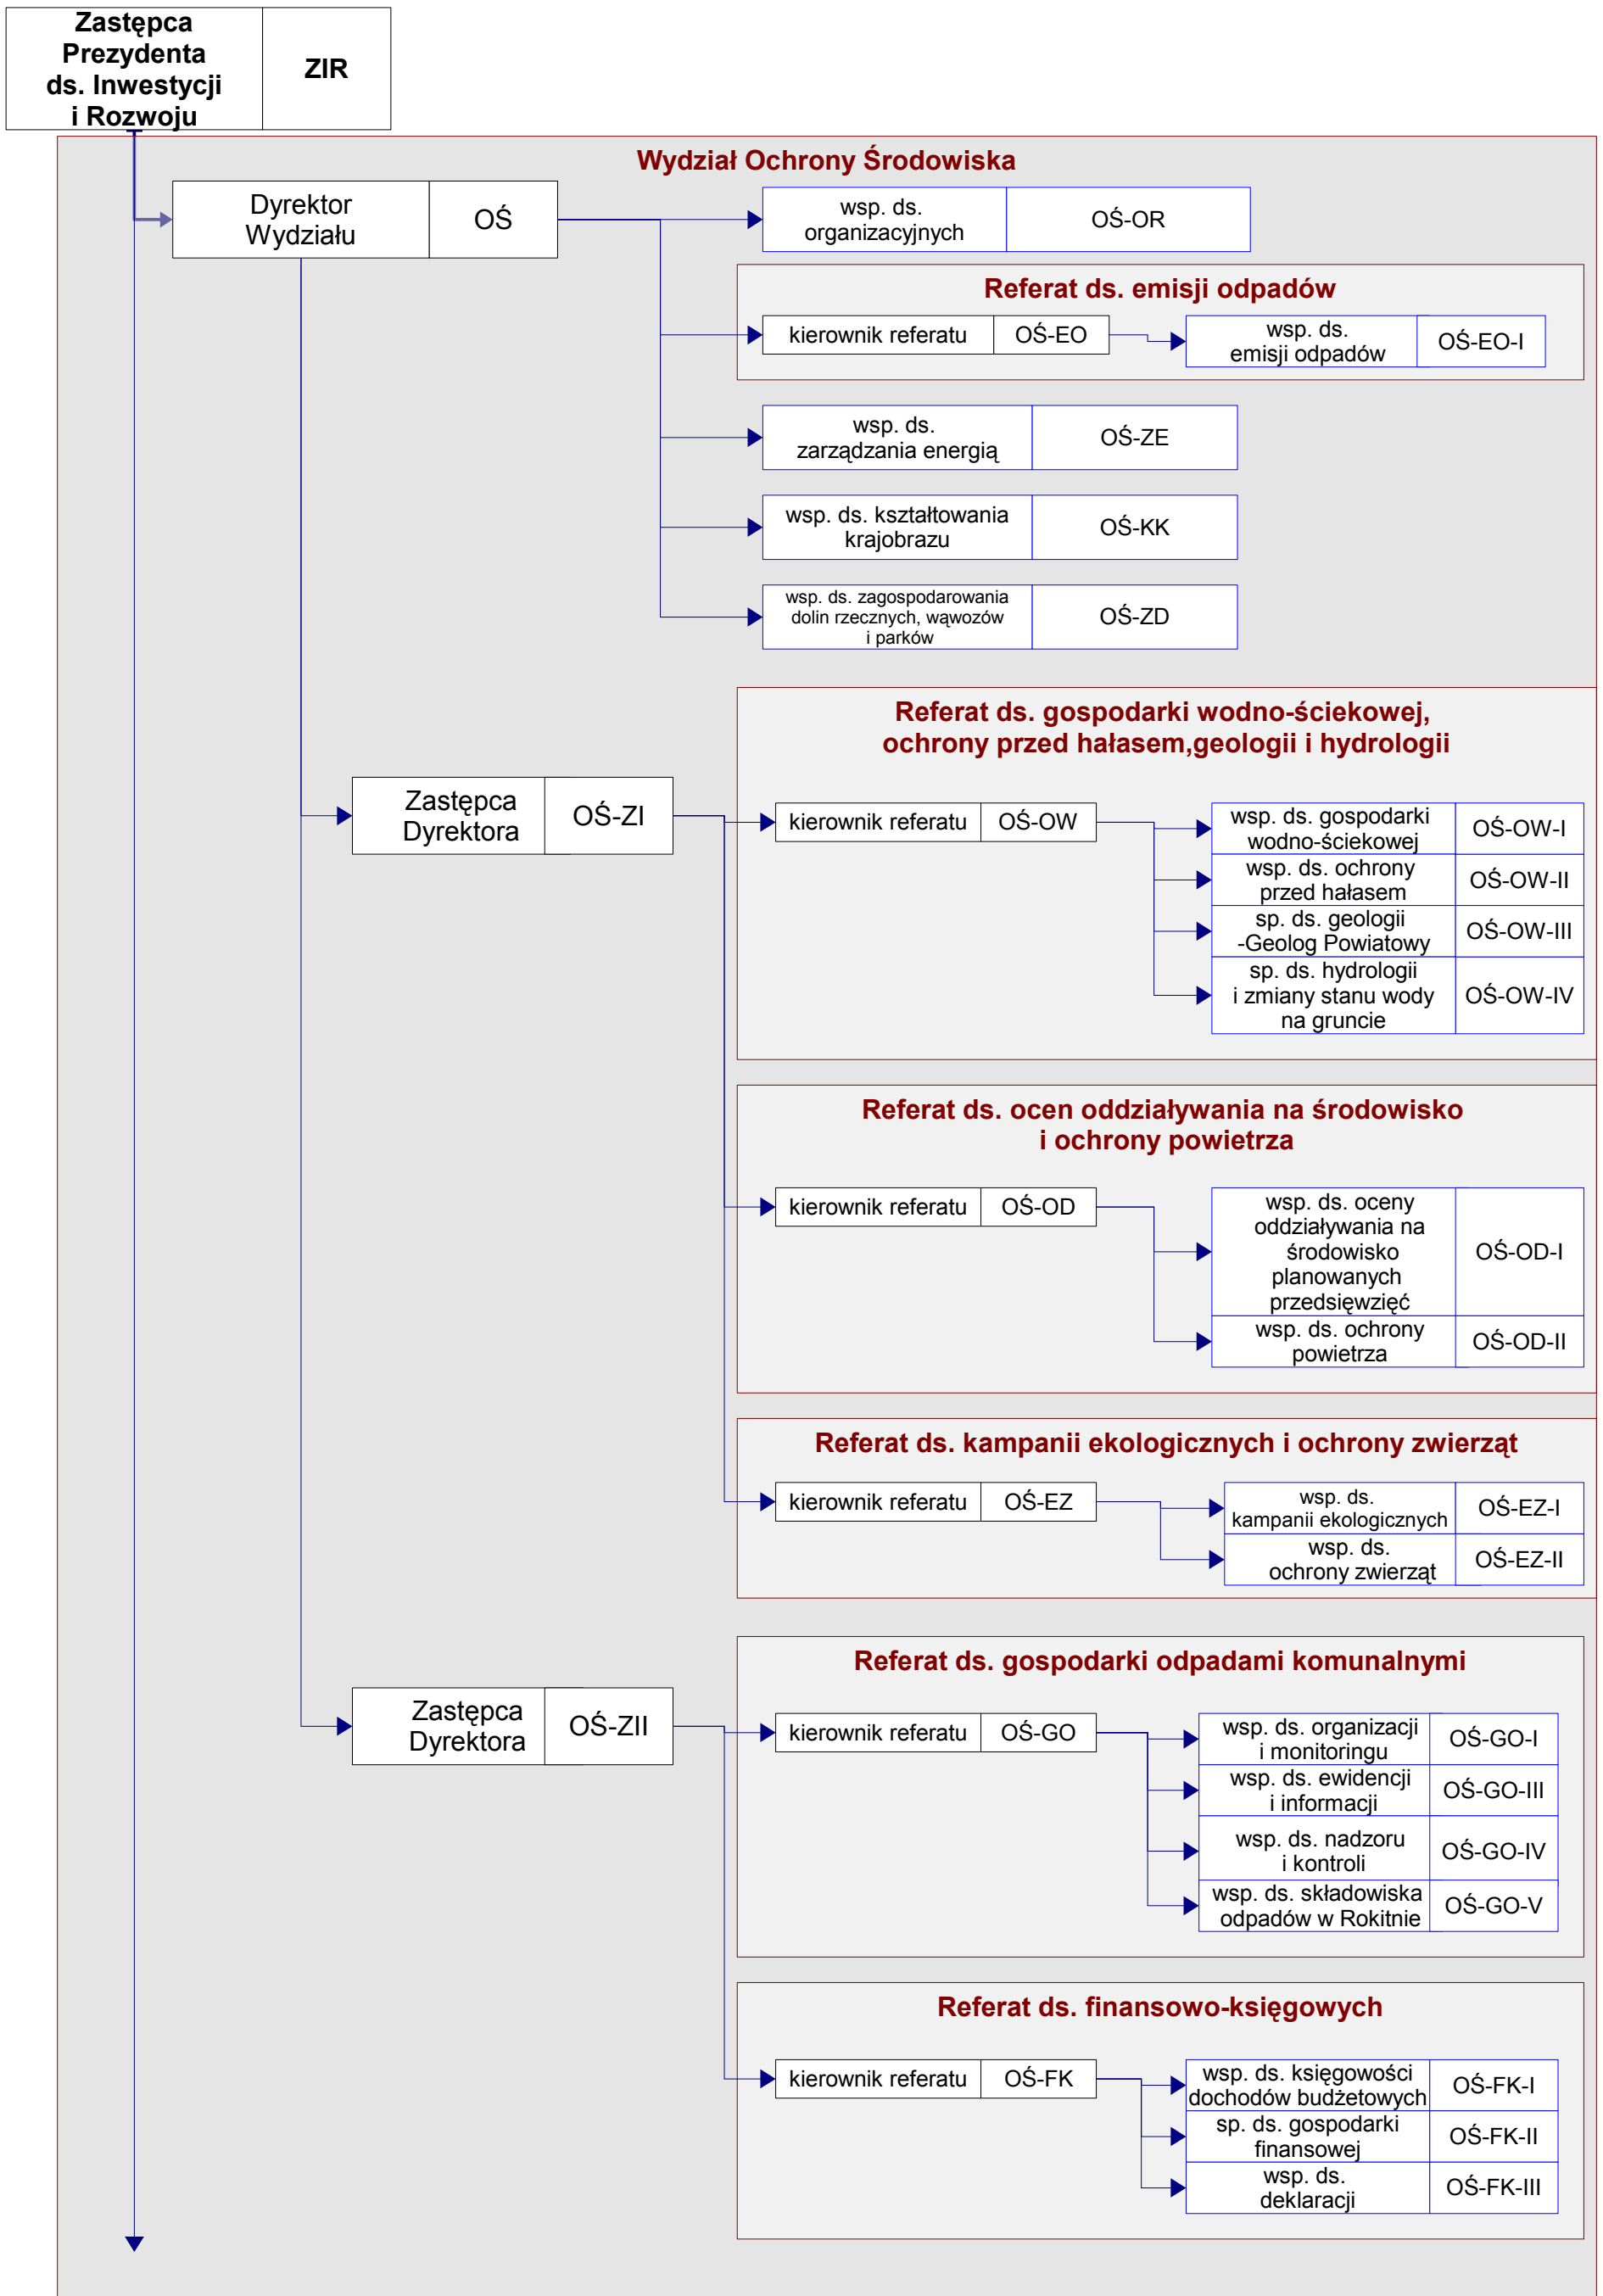 Zastępca
Prezydenta
ds. Inwestycji
i Rozwoju
ZIR
Wydział Ochrony Środowiska
Dyrektor
Wydziału
OŚ
wsp. ds.
organizacyjnych
OŚ-OR
Referat ds. emisji odpadów
kierownik referatu
OŚ-EO
wsp. ds.
emisji odpadów
OŚ-EO-I
wsp. ds.
zarządzania energią
OŚ-ZE
wsp. ds. kształtowania
krajobrazu
OŚ-KK
wsp. ds. zagospodarowania
dolin rzecznych, wąwozów
i parków
OŚ-ZD
Referat ds. gospodarki wodno-ściekowej,
ochrony przed hałasem,geologii i hydrologii
Zastępca
Dyrektora
OŚ-ZI
kierownik referatu
OŚ-OW
wsp. ds. gospodarki
wodno-ściekowej
OŚ-OW-I
wsp. ds. ochrony
przed hałasem
OŚ-OW-II
sp. ds. geologii
-Geolog Powiatowy
OŚ-OW-III
sp. ds. hydrologii
i zmiany stanu wody
na gruncie
OŚ-OW-IV
Referat ds. ocen oddziaływania na środowisko
i ochrony powietrza
kierownik referatu
OŚ-OD
wsp. ds. oceny
oddziaływania na
środowisko
planowanych
przedsięwzięć
OŚ-OD-I
wsp. ds. ochrony
powietrza
OŚ-OD-II
Referat ds. kampanii ekologicznych i ochrony zwierząt
kierownik referatu
OŚ-EZ
wsp. ds.
kampanii ekologicznych
OŚ-EZ-I
wsp. ds.
ochrony zwierząt
OŚ-EZ-II
Referat ds. gospodarki odpadami komunalnymi
Zastępca
Dyrektora
OŚ-ZII
kierownik referatu
OŚ-GO
wsp. ds. organizacji
i monitoringu
OŚ-GO-I
wsp. ds. ewidencji
i informacji
OŚ-GO-III
wsp. ds. nadzoru
i kontroli
OŚ-GO-IV
wsp. ds. składowiska
odpadów w Rokitnie
OŚ-GO-V
Referat ds. finansowo-księgowych
kierownik referatu
OŚ-FK
wsp. ds. księgowości
dochodów budżetowych
OŚ-FK-I
sp. ds. gospodarki
finansowej
OŚ-FK-II
wsp. ds.
deklaracji
OŚ-FK-III